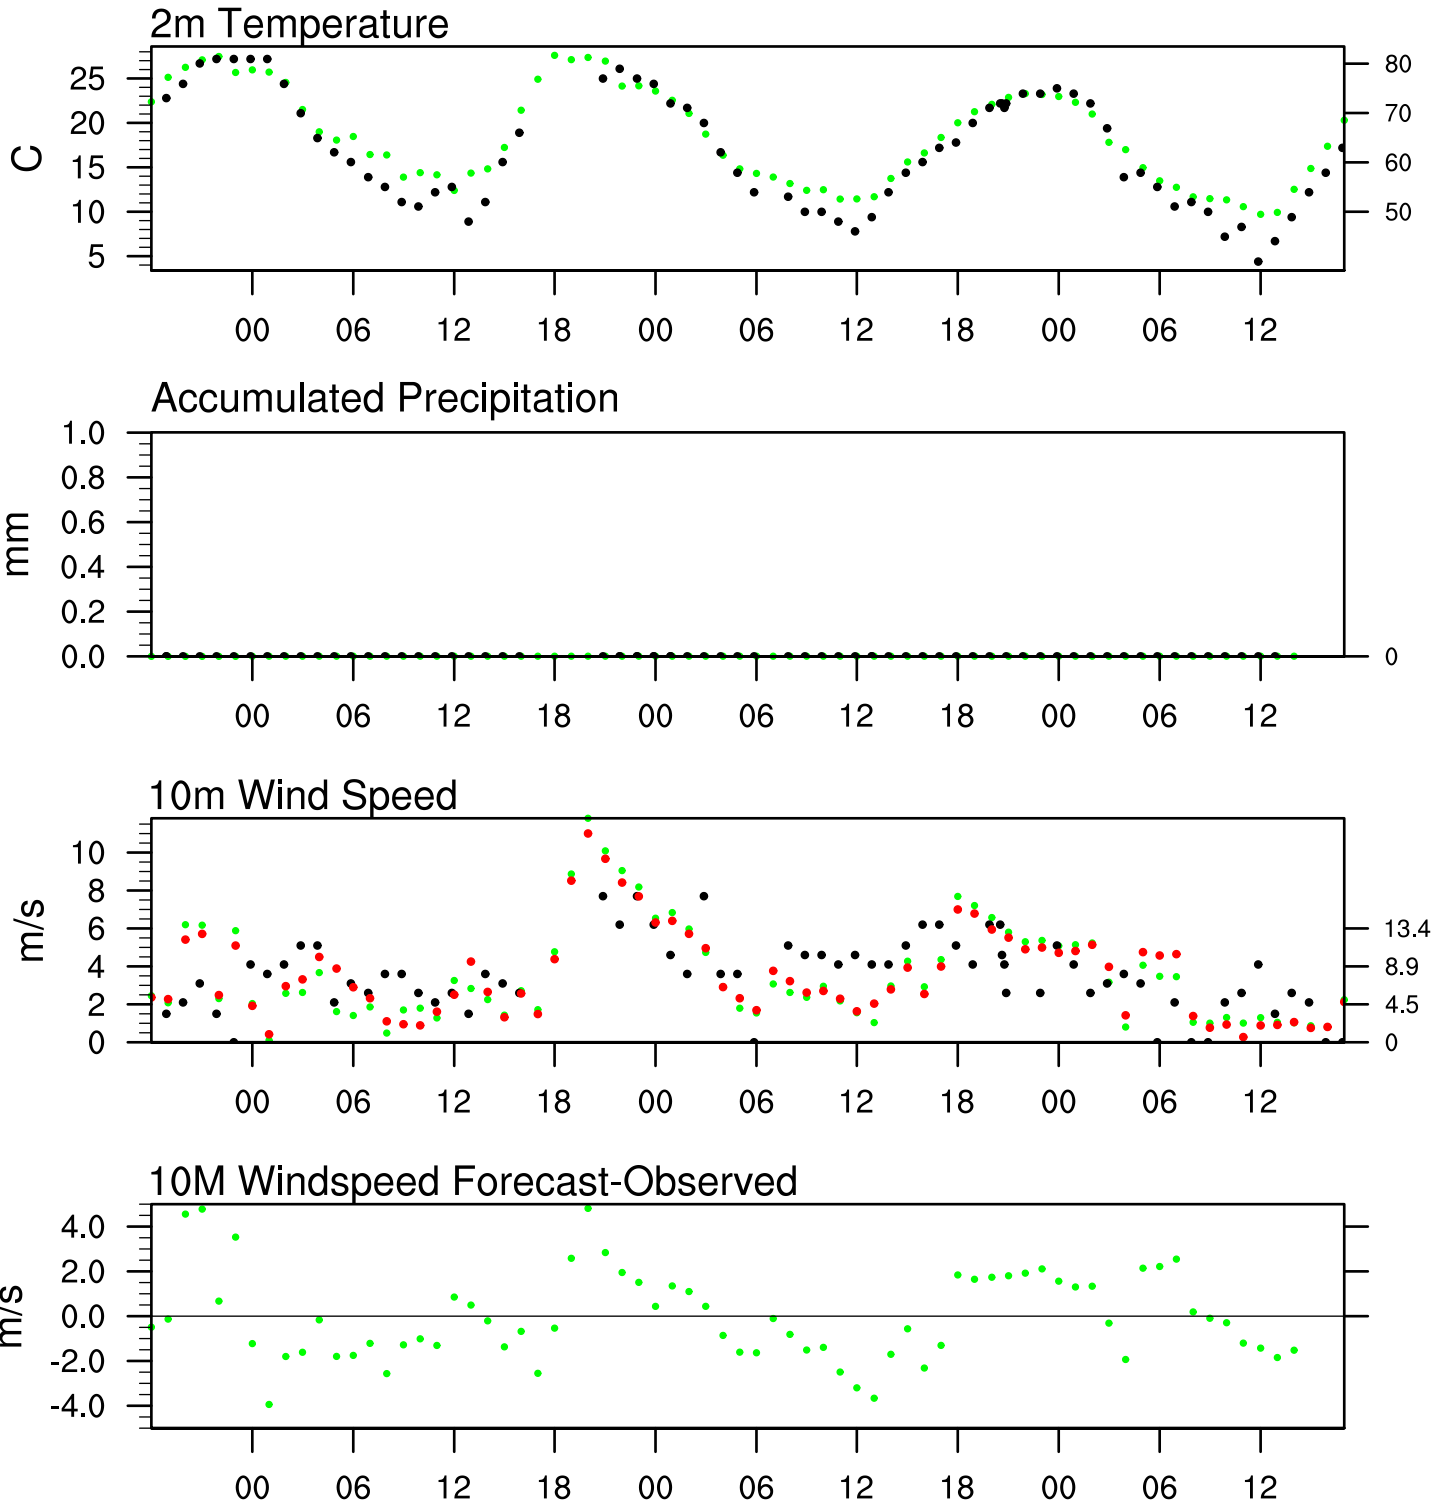 2m Temperature
25
20
15
10
5
C
80
70
60
50
00 06 12 18 00 06 12 18 00 06 12
Accumulated Precipitation
1.0
0.8
0.6
0.4
0.2
0.0
mm
0
00 06 12 18 00 06 12 18 00 06 12
10m Wind Speed
10
8
6
4
2
0
m/s
13.4
8.9
4.5
0
00 06 12 18 00 06 12 18 00 06 12
10M Windspeed Forecast-Observed
4.0
2.0
0.0
-2.0
-4.0
m/s
00 06 12 18 00 06 12 18 00 06 12